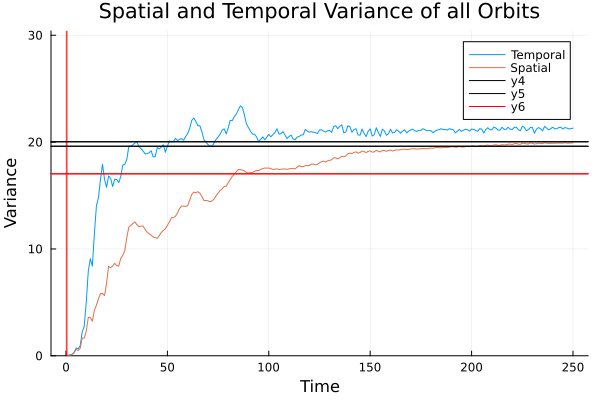 Spatial and Temporal Variance of all Orbits
30
20
10
0
Variance
Temporal
Spatial
y4
y5
y6
0 50 100 150 200 250
Time